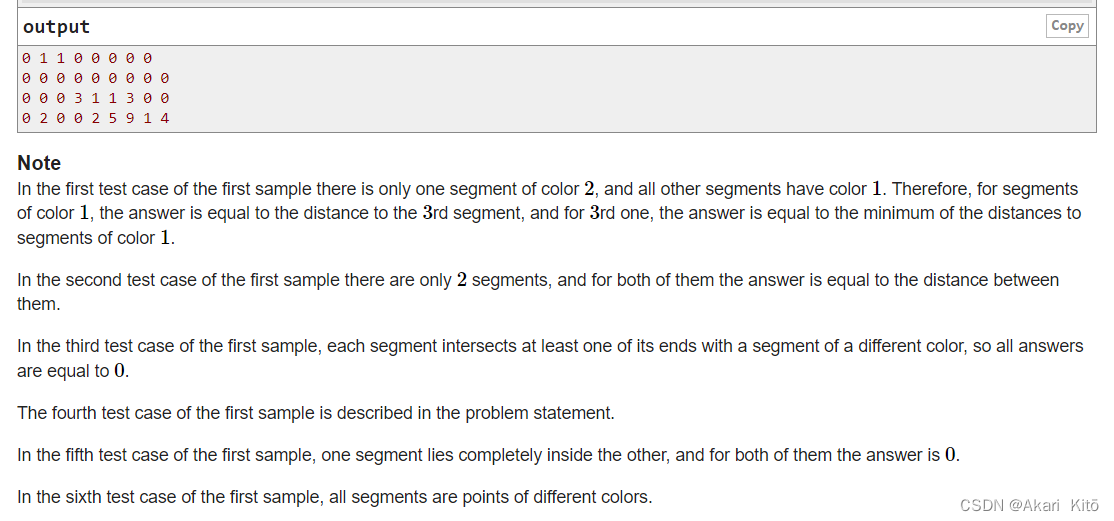 output
Copy
0 1 1 0 0 0 0 0
0 0 0 0 0 0 0 0 0
0 0 0 3 1 1 3 0 0
0 2 0 0 2 5 9 1 4
Note
In the first test case of the first sample there is only one segment of color 2, and all other segments have color 1. Therefore, for segments
of color 1, the answer is equal to the distance to the 3rd segment, and for 3rd one, the answer is equal to the minimum of the distances to
segments of color 1.
In the second test case of the first sample there are only 2 segments, and for both of them the answer is equal to the distance between
them.
In the third test case of the first sample, each segment intersects at least one of its ends with a segment of a different color, so all answers
are equal to 0.
The fourth test case of the first sample is described in the problem statement.
In the fifth test case of the first sample, one segment lies completely inside the other, and for both of them the answer is 0.
In the sixth test case of the first sample, all segments are points of different colors.
CSDN @Akari Kitō